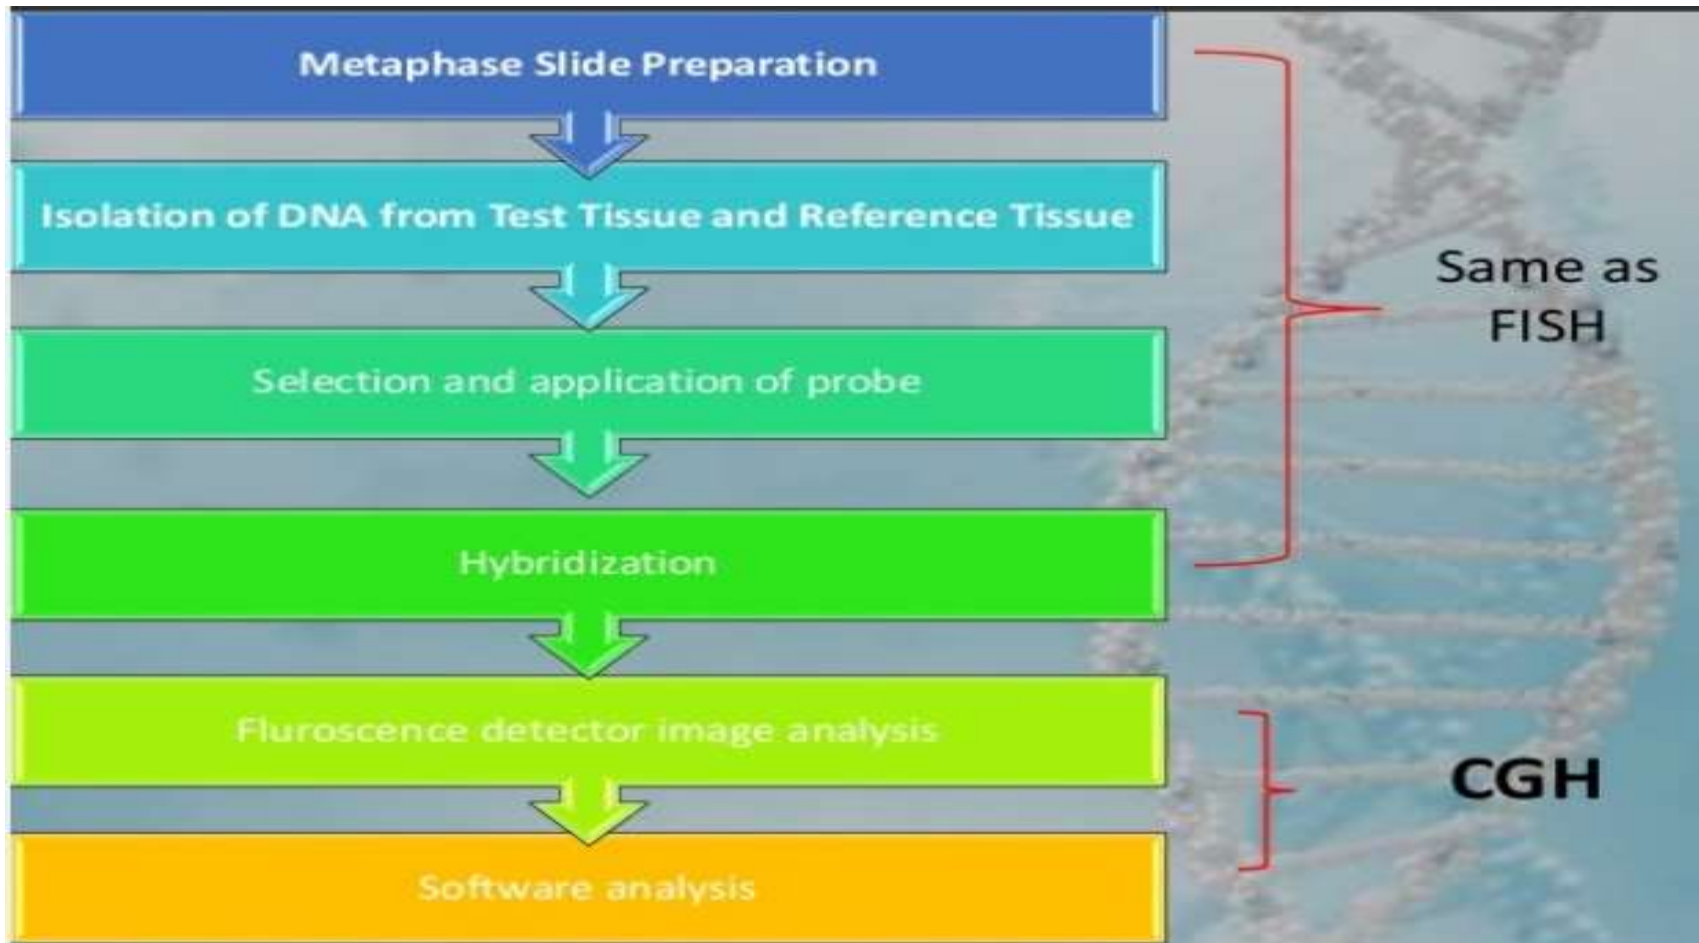 Metaphase Slide Preparation
Isolation of DNA from Test Tissue and Reference Tissue
Selection and application of probe
Hybridization
Fluroscence detector image analysis
Software analysis
Same as
FISH
CGH